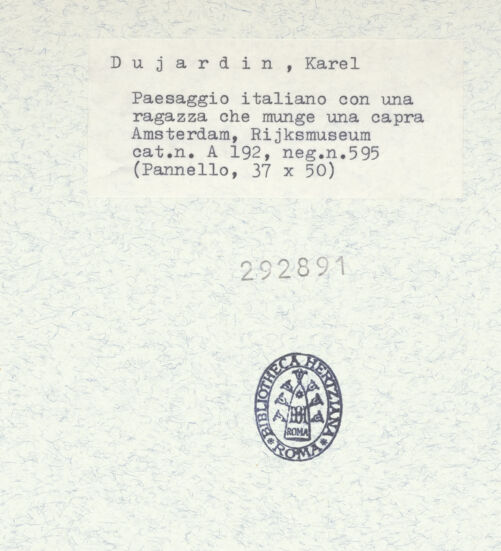 Dujardin, Karel
Paesaggio italiano con una
ragazza che munge una capra
Amsterdam, Rijksmuseum
cat.n. A 192, neg.n.595
(Pannello, 37 x 50)
292891
BIBLIOTHECA HERTZIANA
ROMA
ROMA